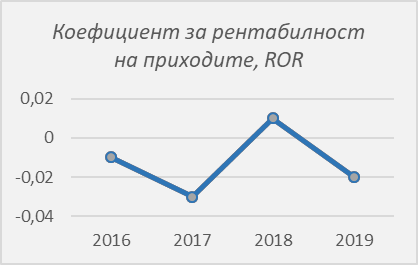 Коефициент за рентабилност
на приходите, ROR
0,02
0
-0,02
-0,04
2016 2017 2018 2019